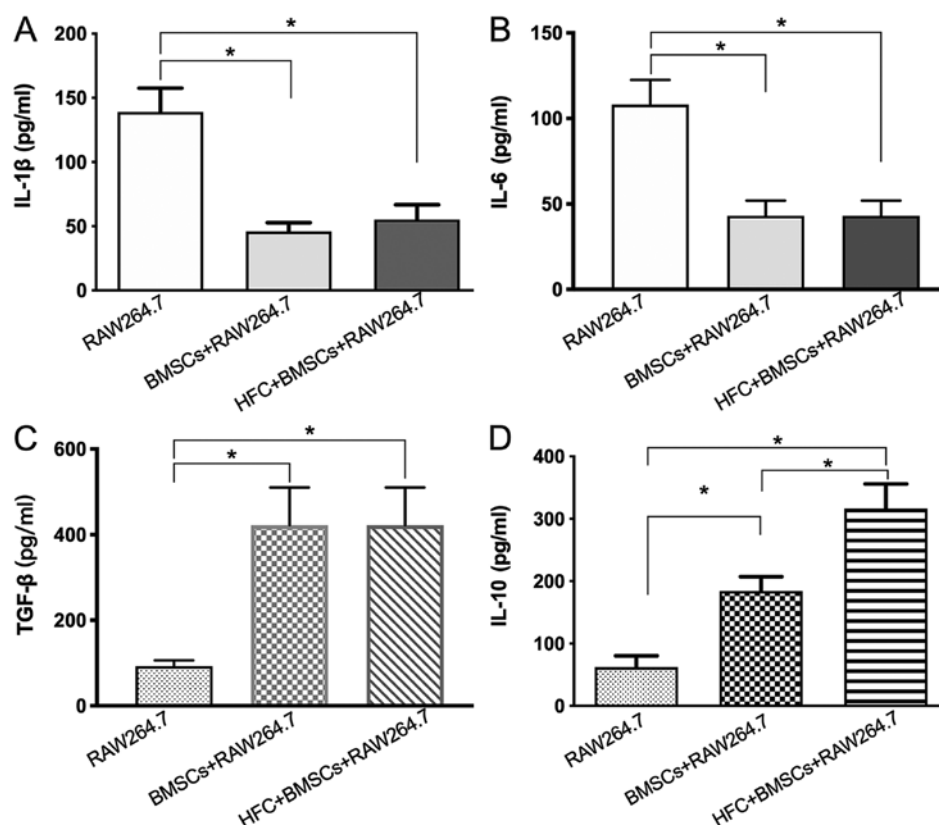 A
IL-1β (pg/ml)
200
150
100
50
0
*
*
RAW264.7
BMSCs+RAW264.7
HFC+BMSCs+RAW264.7
B
IL-6 (pg/ml)
150
100
50
0
*
*
RAW264.7
BMSCs+RAW264.7
HFC+BMSCs+RAW264.7
C
TGF-β (pg/ml)
600
400
200
0
*
*
RAW264.7
BMSCs+RAW264.7
HFC+BMSCs+RAW264.7
D
IL-10 (pg/ml)
400
300
200
100
0
*
*
*
RAW264.7
BMSCs+RAW264.7
HFC+BMSCs+RAW264.7